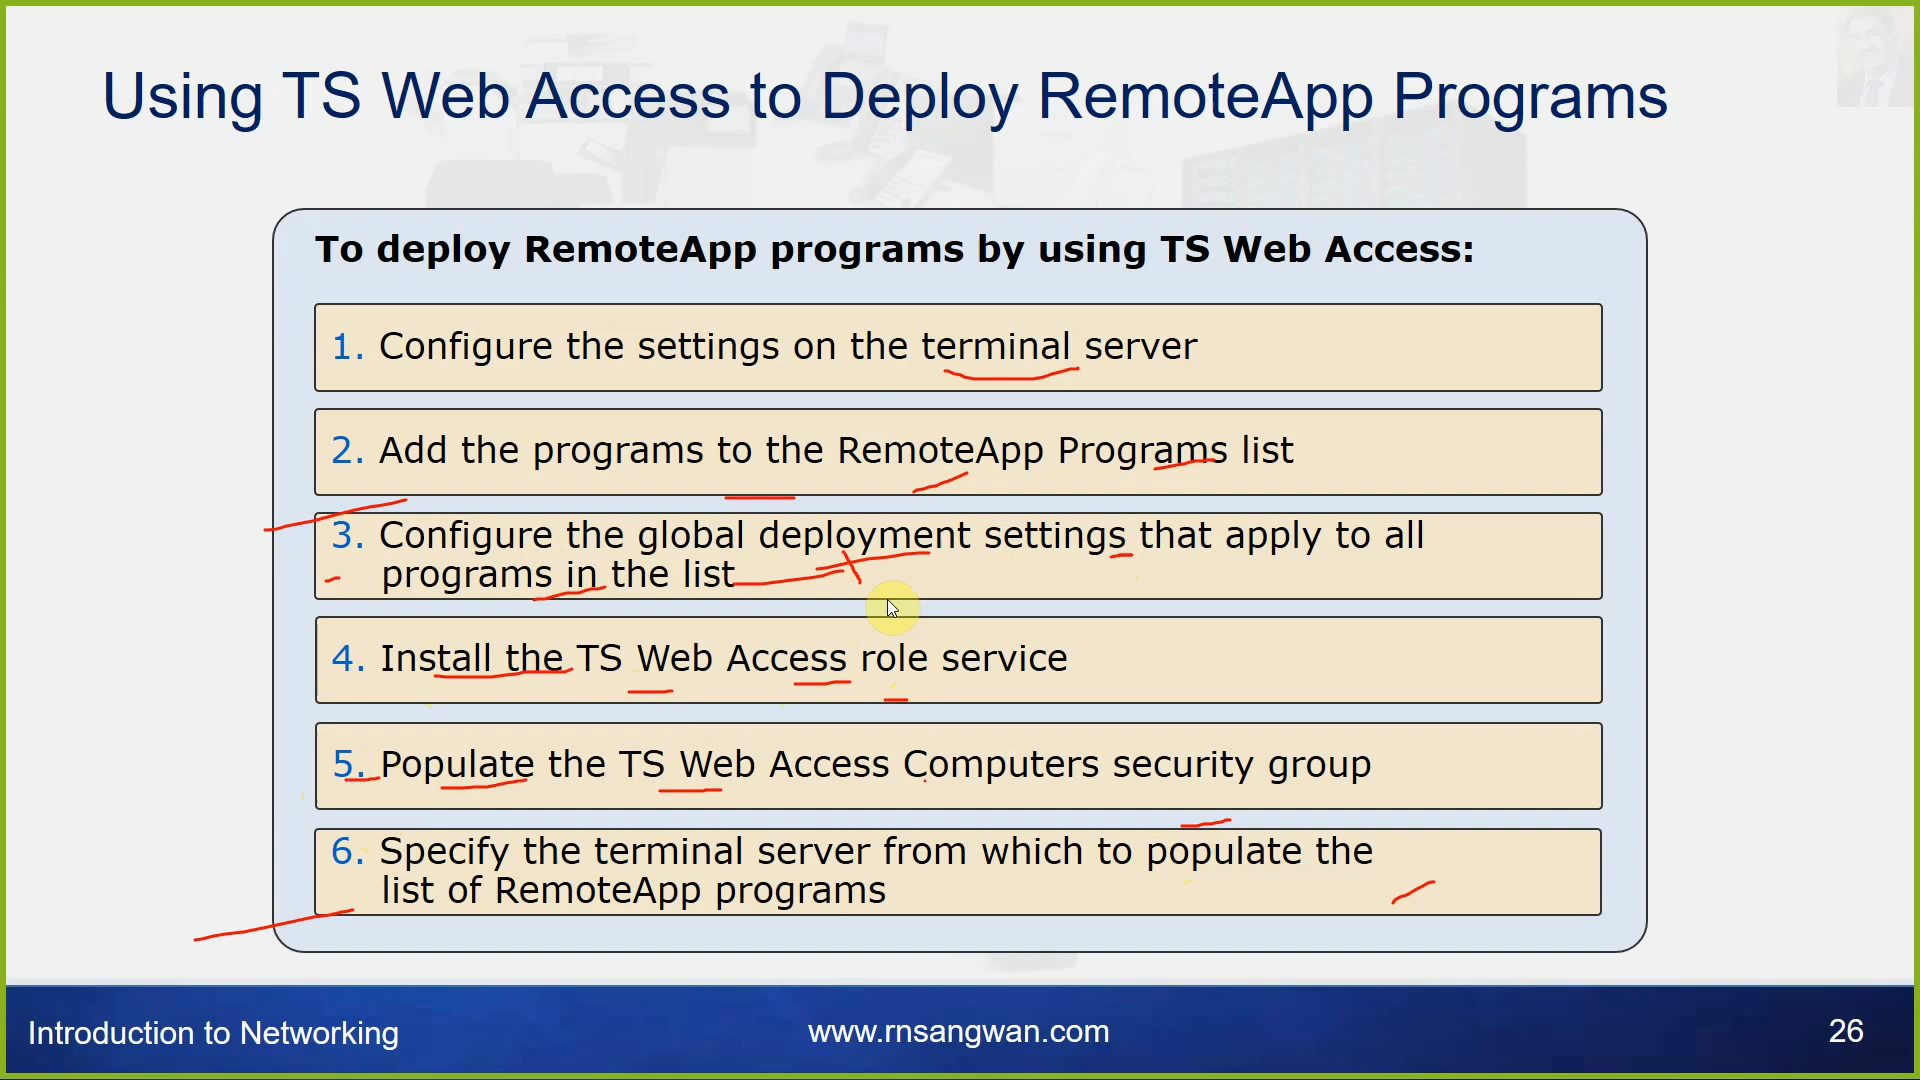 Using TS Web Access to Deploy RemoteApp Programs
To deploy RemoteApp programs by using TS Web Access:
1. Configure the settings on the terminal server
2. Add the programs to the RemoteApp Programs list
3. Configure the global deployment settings that apply to all
programs in the list
4. Install the TS Web Access role service
5. Populate the TS Web Access Computers security group
6. Specify the terminal server from which to populate the
list of RemoteApp programs
Introduction to Networking
www.rnsangwan.com
26